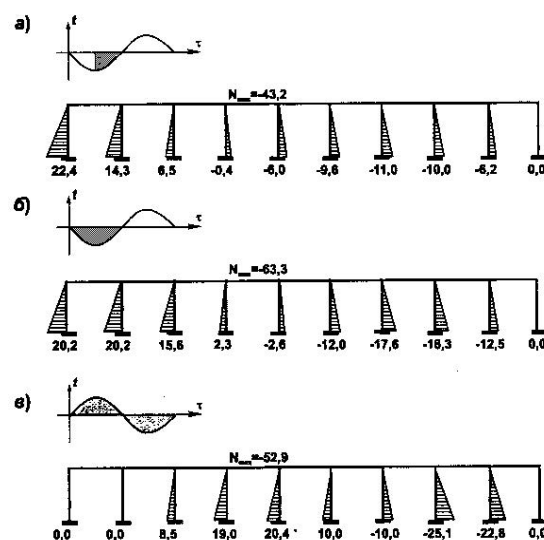 а)
t
τ
N =-43,2
22,4 14,3 6,5 -0,4 -6,0 -9,6 -11,0 -10,0 -6,2 0,0
б)
t
τ
N =-63,3
20,2 20,2 15,6 2,3 -2,6 -12,0 -17,6 -18,3 -12,5 0,0
в)
t
τ
N =-52,9
0,0 0,0 8,5 19,0 20,4 10,0 -10,0 -25,1 -22,8 0,0